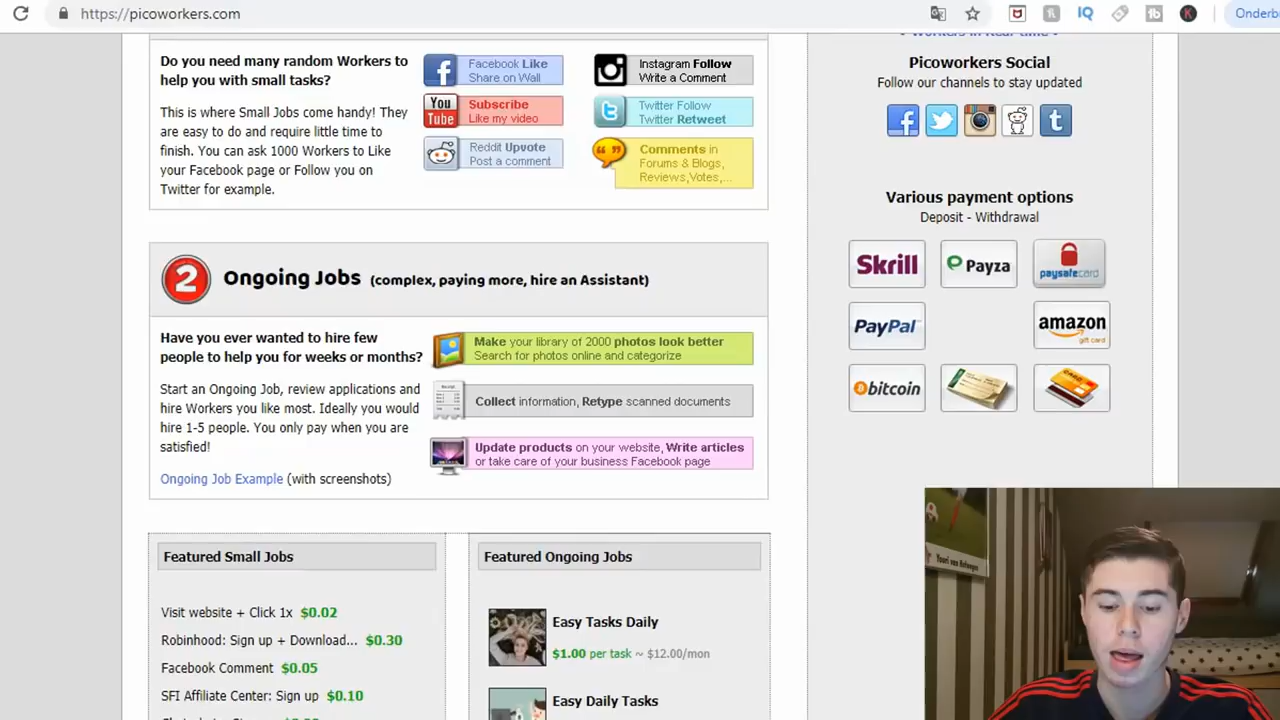 https://picoworkers.com
Onderb
Workers in Real-time
Do you need many random Workers to
help you with small tasks?
This is where Small Jobs come handy! They
are easy to do and require little time to
finish. You can ask 1000 Workers to Like
your Facebook page or Follow you on
Twitter for example.
Facebook Like
Share on Wall
Instagram Follow
Write a Comment
You
Tube
Subscribe
Like my video
Twitter Follow
Twitter Retweet
Reddit Upvote
Post a comment
Comments in
Forums & Blogs,
Reviews,Votes,...
Picoworkers Social
Follow our channels to stay updated
Various payment options
Deposit - Withdrawal
Skrill
Payza
paysafecard
PayPal
amazon
gift card
bitcoin
2
Ongoing Jobs (complex, paying more, hire an Assistant)
Have you ever wanted to hire few
people to help you for weeks or months?
Start an Ongoing Job, review applications and
hire Workers you like most. Ideally you would
hire 1-5 people. You only pay when you are
satisfied!
Ongoing Job Example (with screenshots)
Make your library of 2000 photos look better
Search for photos online and categorize
Collect information, Retype scanned documents
Update products on your website, Write articles
or take care of your business Facebook page
Featured Small Jobs
Visit website + Click 1x $0.02
Robinhood: Sign up + Download... $0.30
Facebook Comment $0.05
SFI Affiliate Center: Sign up $0.10
Featured Ongoing Jobs
Easy Tasks Daily
$1.00 per task ~ $12.00/mon
Easy Daily Tasks